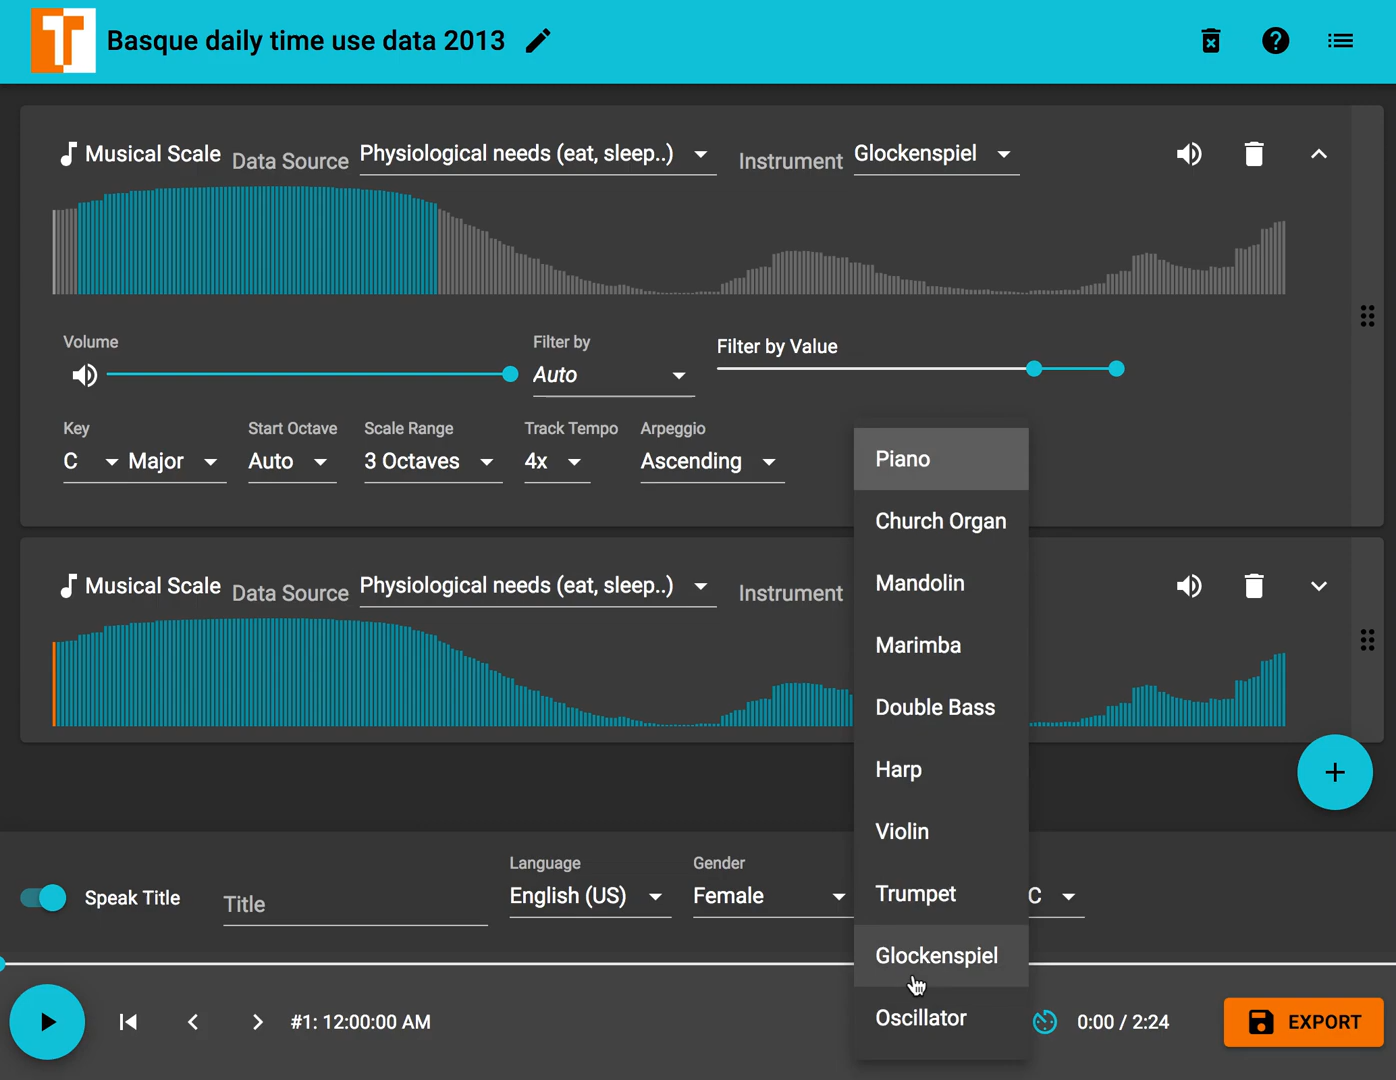 T
Basque daily time use data 2013
Musical Scale Data Source Physiological needs (eat, sleep..) Instrument Glockenspiel
Volume Filter by Filter by Value
Auto
Key Start Octave Scale Range Track Tempo Arpeggio
C Major Auto 3 Octaves 4x Ascending
Musical Scale Data Source Physiological needs (eat, sleep..) Instrument
Piano
Church Organ
Mandolin
Marimba
Double Bass
Harp
Violin
Trumpet
Glockenspiel
Oscillator
Language Gender
Speak Title Title English (US) Female C
#1: 12:00:00 AM 0:00 / 2:24 EXPORT